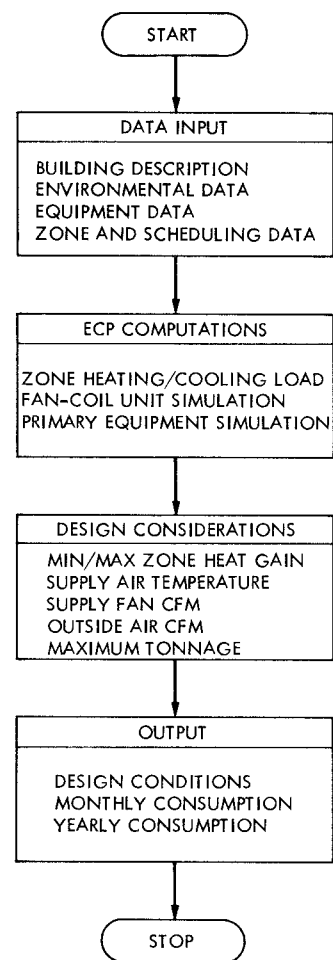 START
DATA INPUT
BUILDING DESCRIPTION
ENVIRONMENTAL DATA
EQUIPMENT DATA
ZONE AND SCHEDULING DATA
ECP COMPUTATIONS
ZONE HEATING/COOLING LOAD
FAN-COIL UNIT SIMULATION
PRIMARY EQUIPMENT SIMULATION
DESIGN CONSIDERATIONS
MIN/MAX ZONE HEAT GAIN
SUPPLY AIR TEMPERATURE
SUPPLY FAN CFM
OUTSIDE AIR CFM
MAXIMUM TONNAGE
OUTPUT
DESIGN CONDITIONS
MONTHLY CONSUMPTION
YEARLY CONSUMPTION
STOP